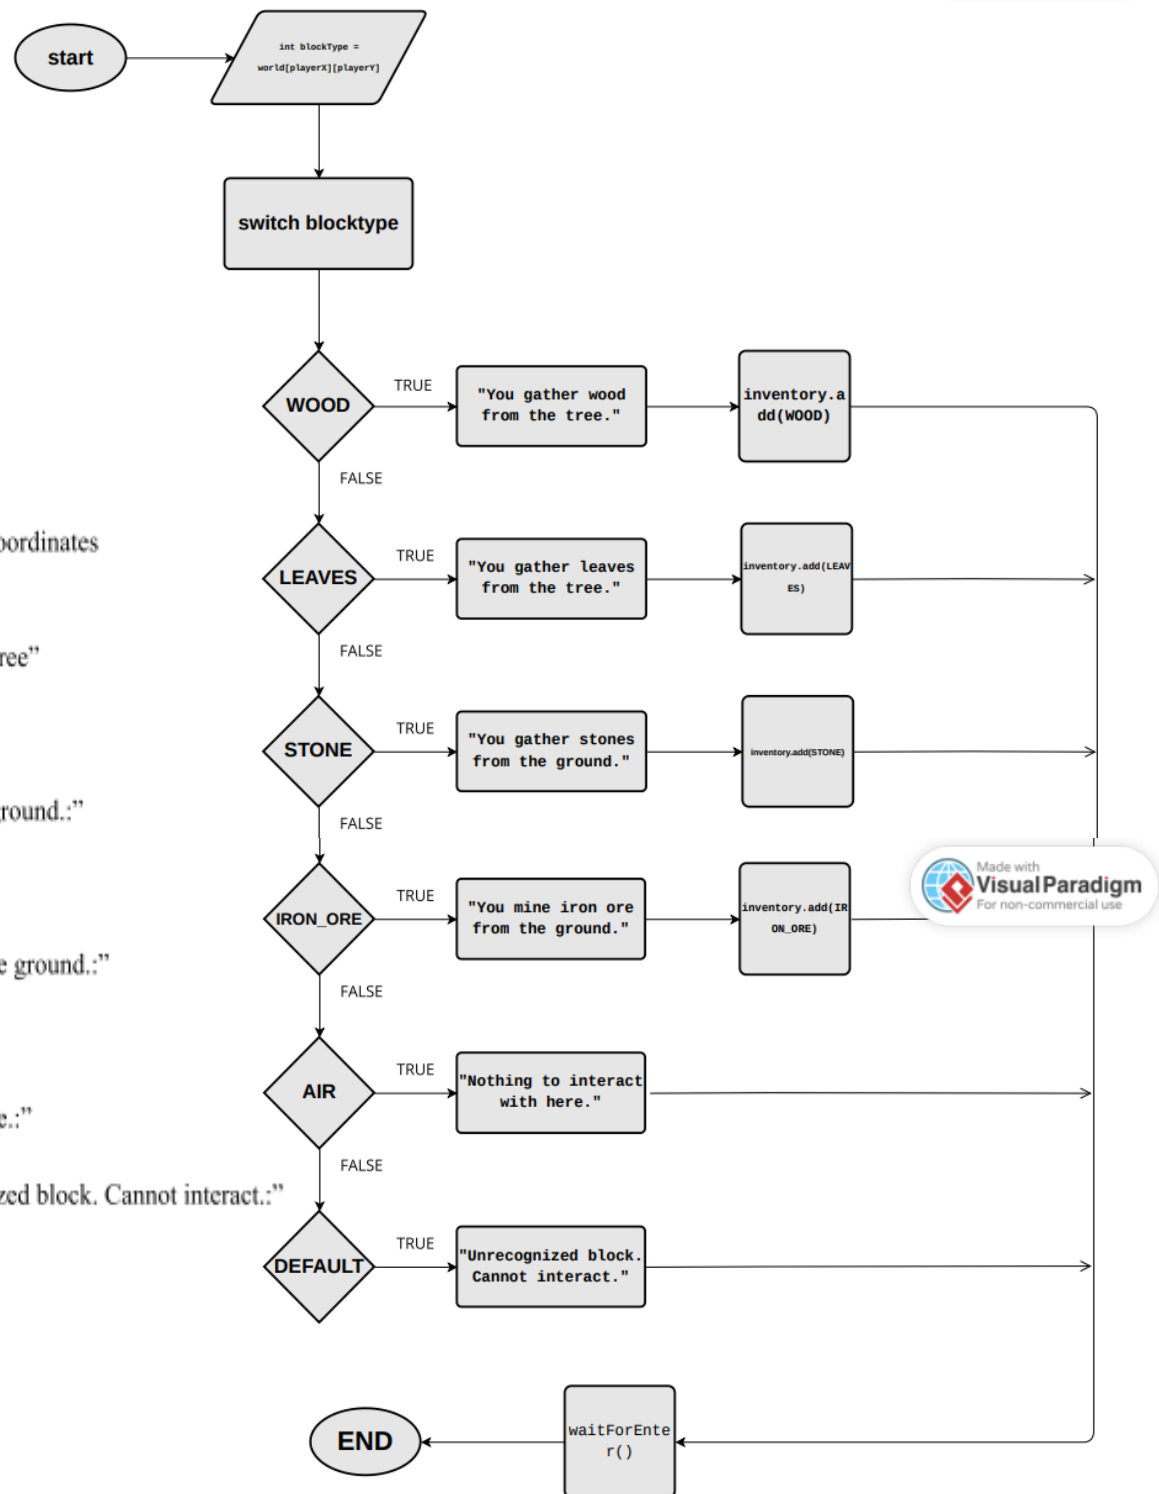 start
int blockType =
world[playerX][playerY]
switch blocktype
WOOD
TRUE
"You gather wood
from the tree."
inventory.a
dd(WOOD)
FALSE
oordinates
LEAVES
TRUE
"You gather leaves
from the tree."
inventory.add(LEAV
ES)
FALSE
ree”
STONE
TRUE
"You gather stones
from the ground."
inventory.add(STONE)
FALSE
round.:”
IRON_ORE
TRUE
"You mine iron ore
from the ground."
inventory.add(IR
ON_ORE)
Made with
Visual Paradigm
For non-commercial use
FALSE
e ground.:”
AIR
TRUE
"Nothing to interact
with here."
FALSE
e.:”
zed block. Cannot interact.:”
DEFAULT
TRUE
"Unrecognized block.
Cannot interact."
END
waitForEnte
r()